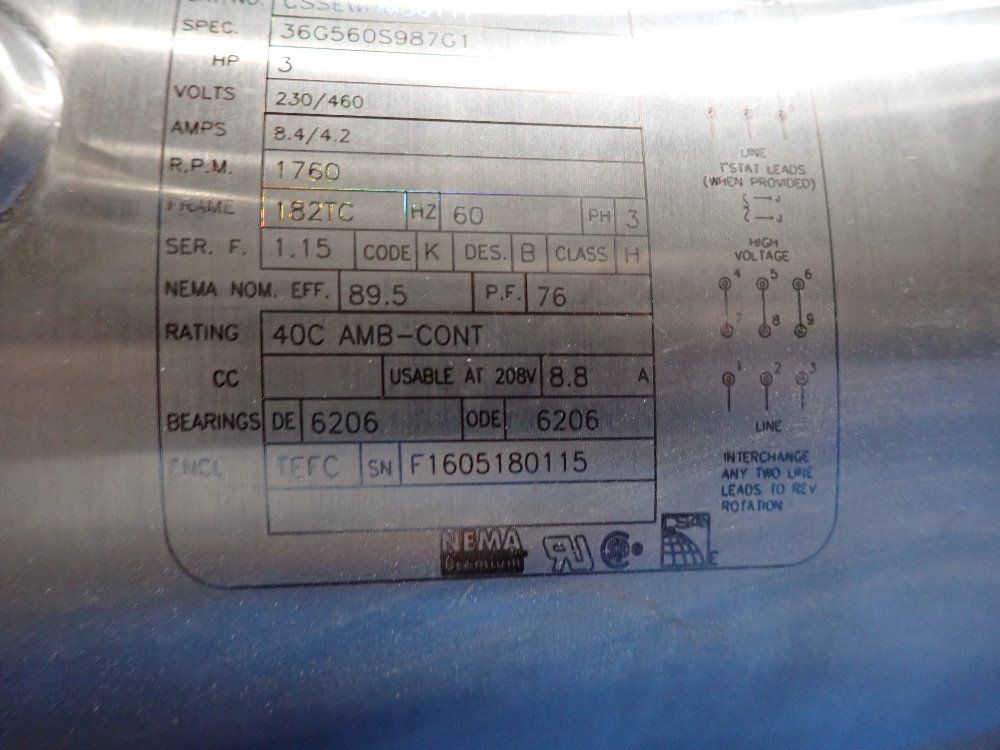 SPEC. 36G560S987G1
HP 3
VOLTS 230/460
AMPS 8.4/4.2
R.P.M. 1760
FRAME 182TC HZ 60 PH 3
SER. F. 1.15 CODE K DES. B CLASS H
NEMA NOM. EFF. 89.5 P.F. 76
RATING 40C AMB-CONT
CC USABLE AT 208V 8.8 A
BEARINGS DE 6206 ODE 6206
ENCL TEFC SN F1605180115
LINE
T'STAT LEADS
(WHEN PROVIDED)
J
J
HIGH
VOLTAGE
4 5 6
7 8 9
1 2 3
LINE
INTERCHANGE
ANY TWO LINE
LEADS TO REV
ROTATION
NEMA
Premium